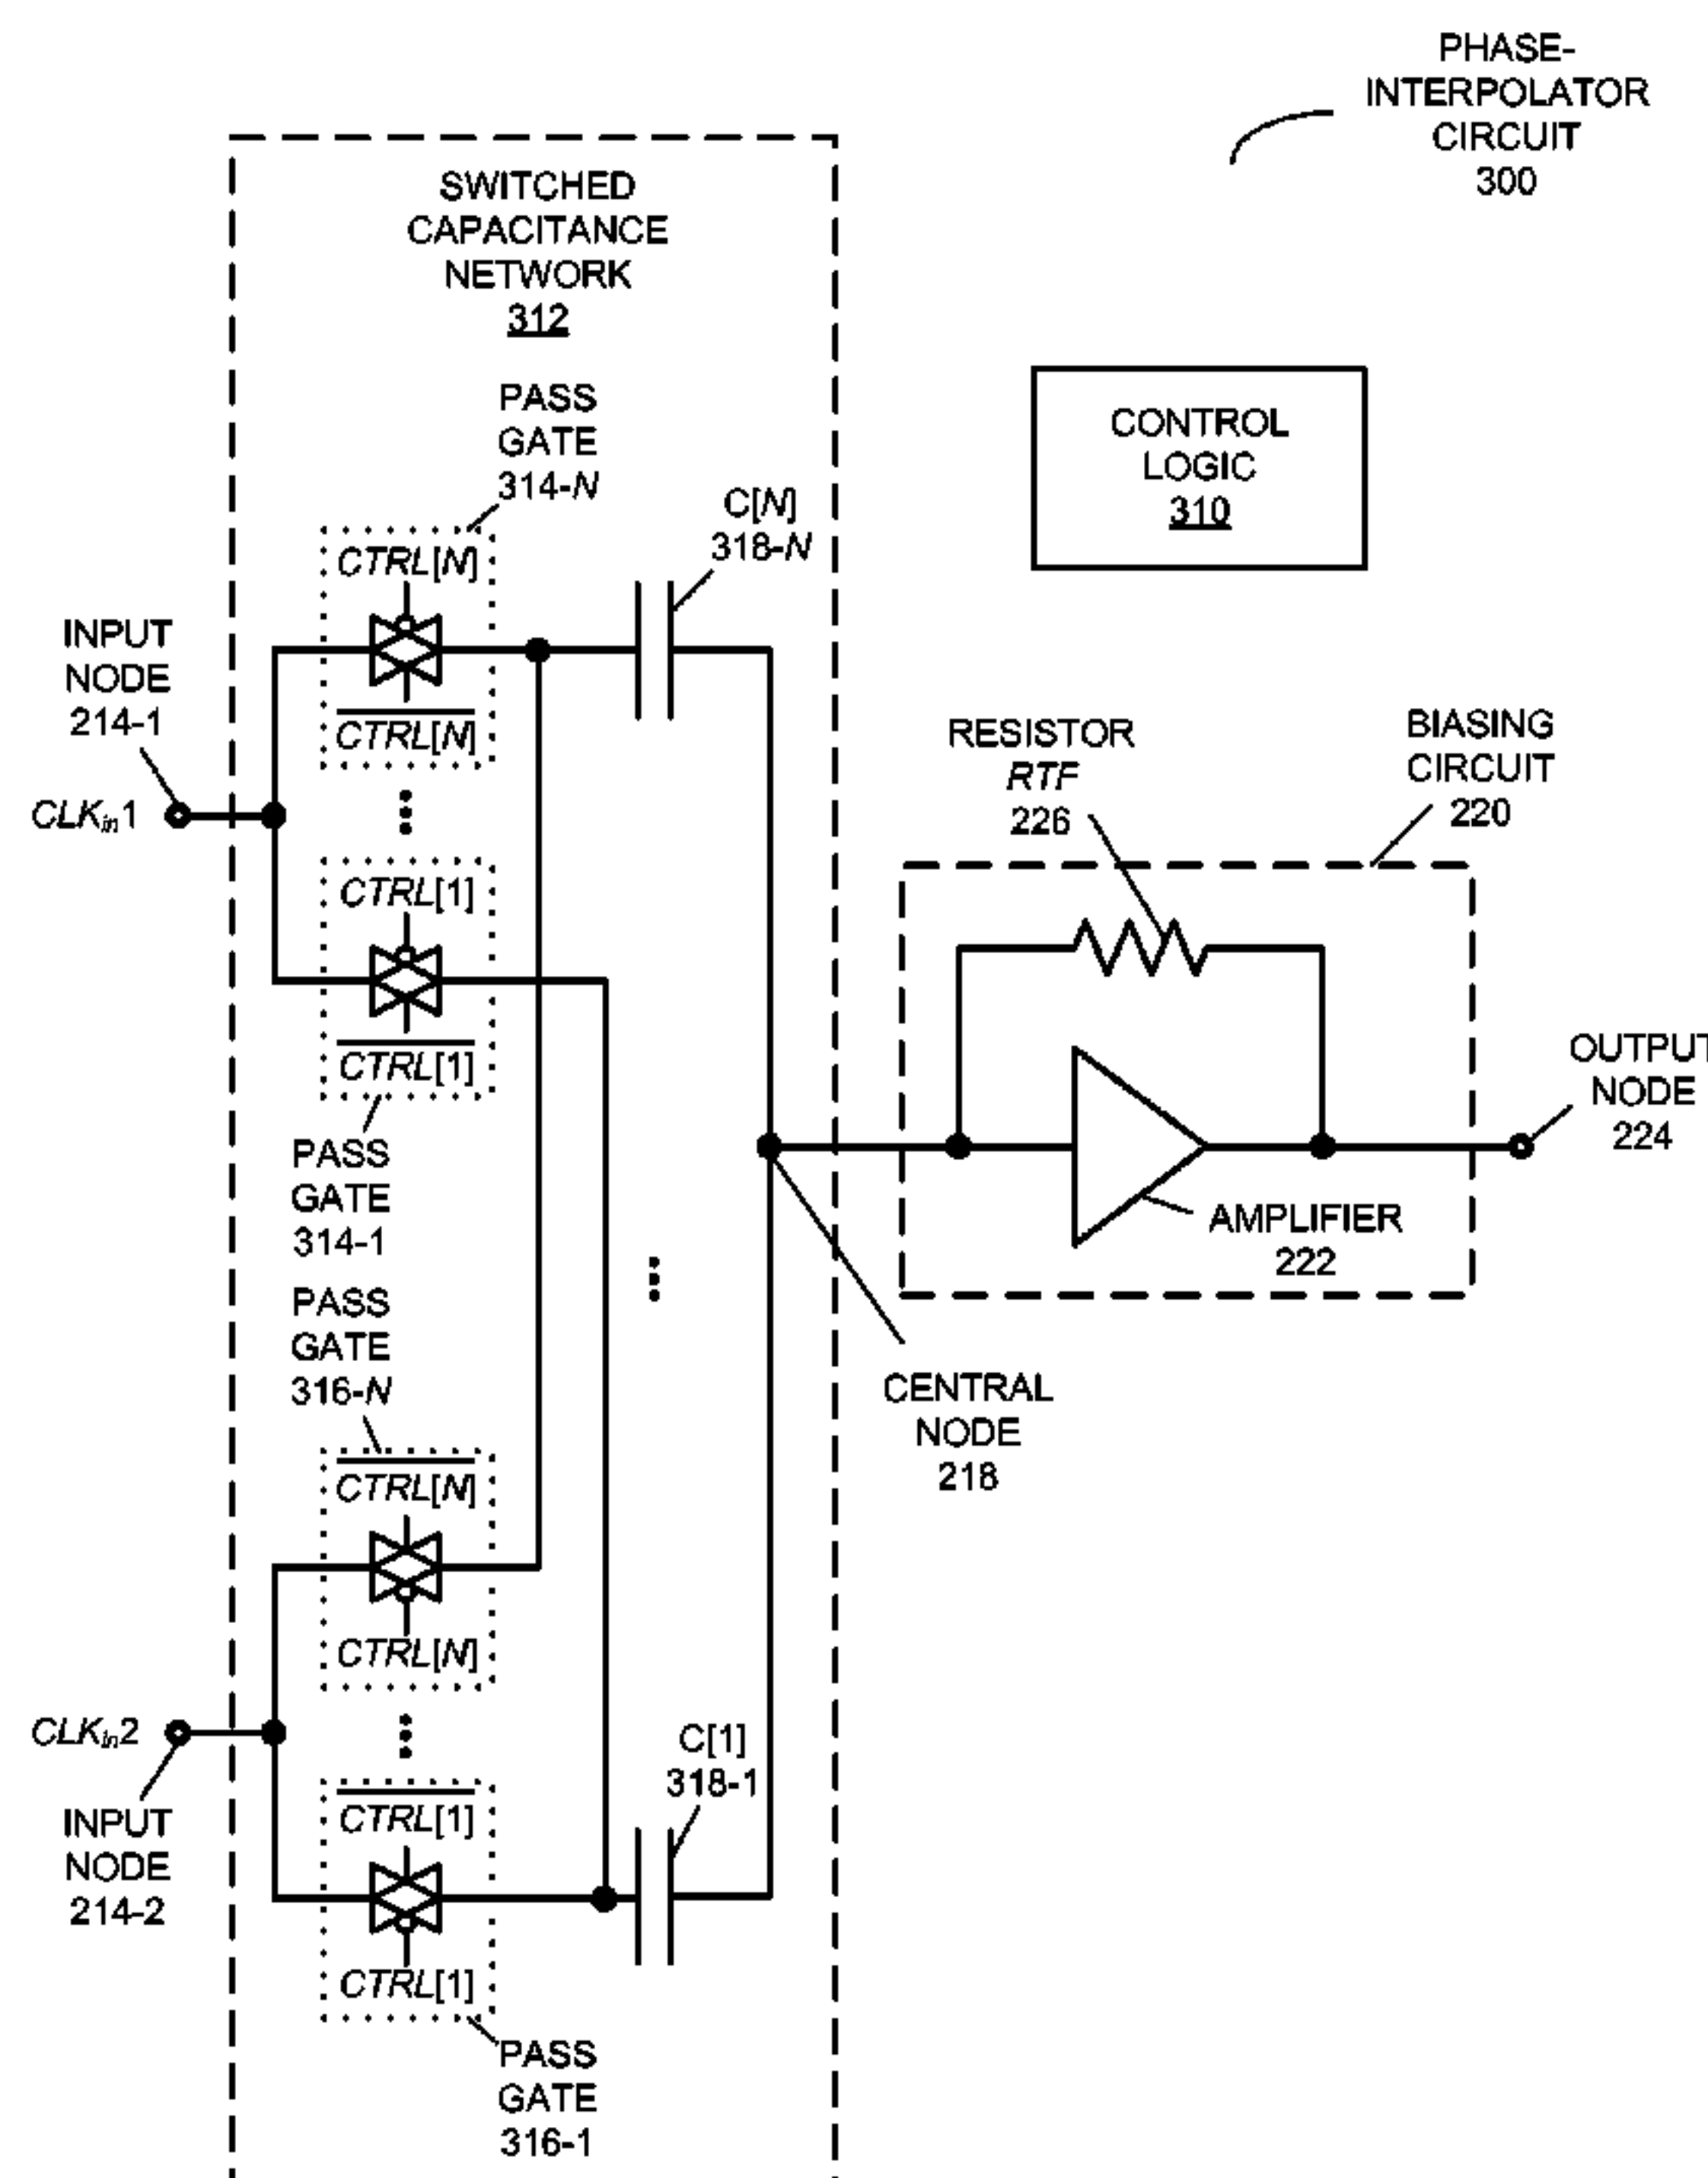 PHASE-
INTERPOLATOR
CIRCUIT
300
SWITCHED
CAPACITANCE
NETWORK
312
CONTROL
LOGIC
310
PASS
GATE
314-N
C[N]
318-N
CTRL[N]
CTRL[N]
INPUT
NODE
214-1
CLKin1
CTRL[1]
CTRL[1]
PASS
GATE
314-1
RESISTOR
RTF
226
BIASING
CIRCUIT
220
OUTPUT
NODE
224
AMPLIFIER
222
CENTRAL
NODE
218
PASS
GATE
316-N
CTRL[N]
CTRL[N]
CLKin2
INPUT
NODE
214-2
C[1]
318-1
CTRL[1]
CTRL[1]
PASS
GATE
316-1